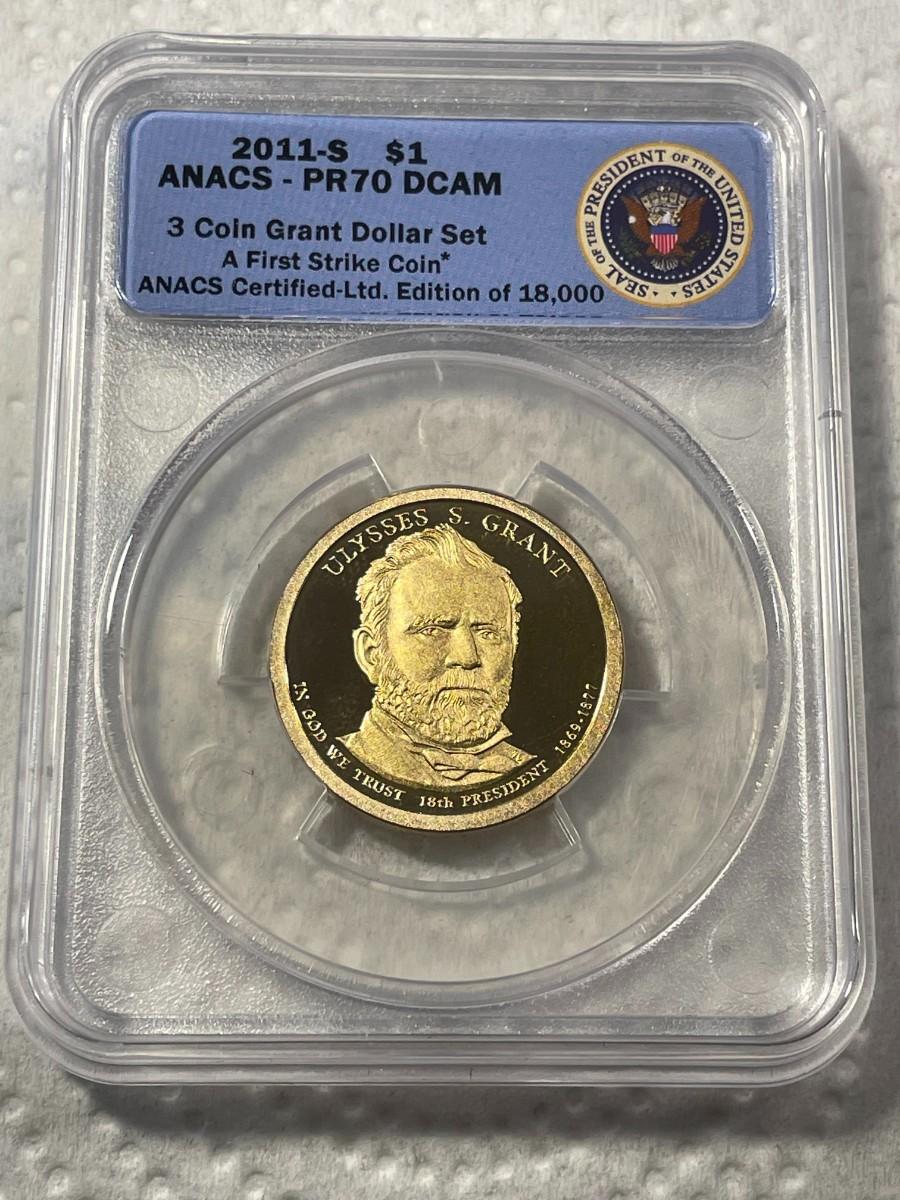 2011-S $1
ANACS - PR70 DCAM
3 Coin Grant Dollar Set
A First Strike Coin*
ANACS Certified-Ltd. Edition of 18,000
SEAL OF THE PRESIDENT OF THE UNITED STATES
ULYSSES S. GRANT
IN GOD WE TRUST 18th PRESIDENT 1869-1877